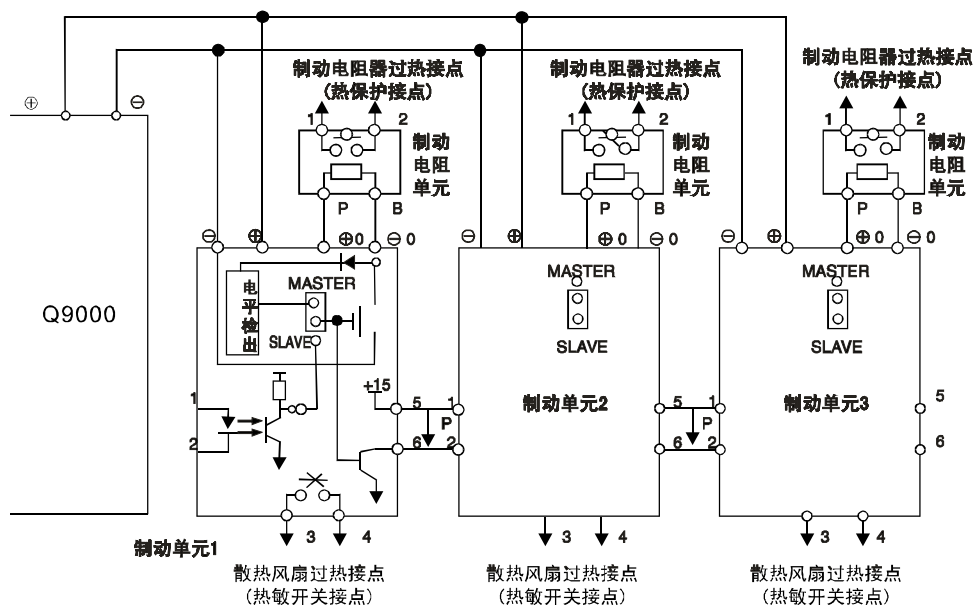 制动电阻器过热接点
(热保护接点)
制动电阻器过热接点
(热保护接点)
制动电阻器过热接点
(热保护接点)
⊕ ⊖
1 2
制动
电阻
单元
P B
1 2
制动
电阻
单元
P B
1 2
制动
电阻
单元
P B
⊖ ⊕ ⊕0 ⊖0
⊖ ⊕ ⊕0 ⊖0
⊖ ⊕ ⊕0 ⊖0
Q9000
电平检出
MASTER
SLAVE
+15
1
2
5
6
P
1
2
MASTER
SLAVE
制动单元2
5
6
P
1
2
MASTER
SLAVE
制动单元3
5
6
3 4
3 4
3 4
制动单元1
散热风扇过热接点
(热敏开关接点)
散热风扇过热接点
(热敏开关接点)
散热风扇过热接点
(热敏开关接点)